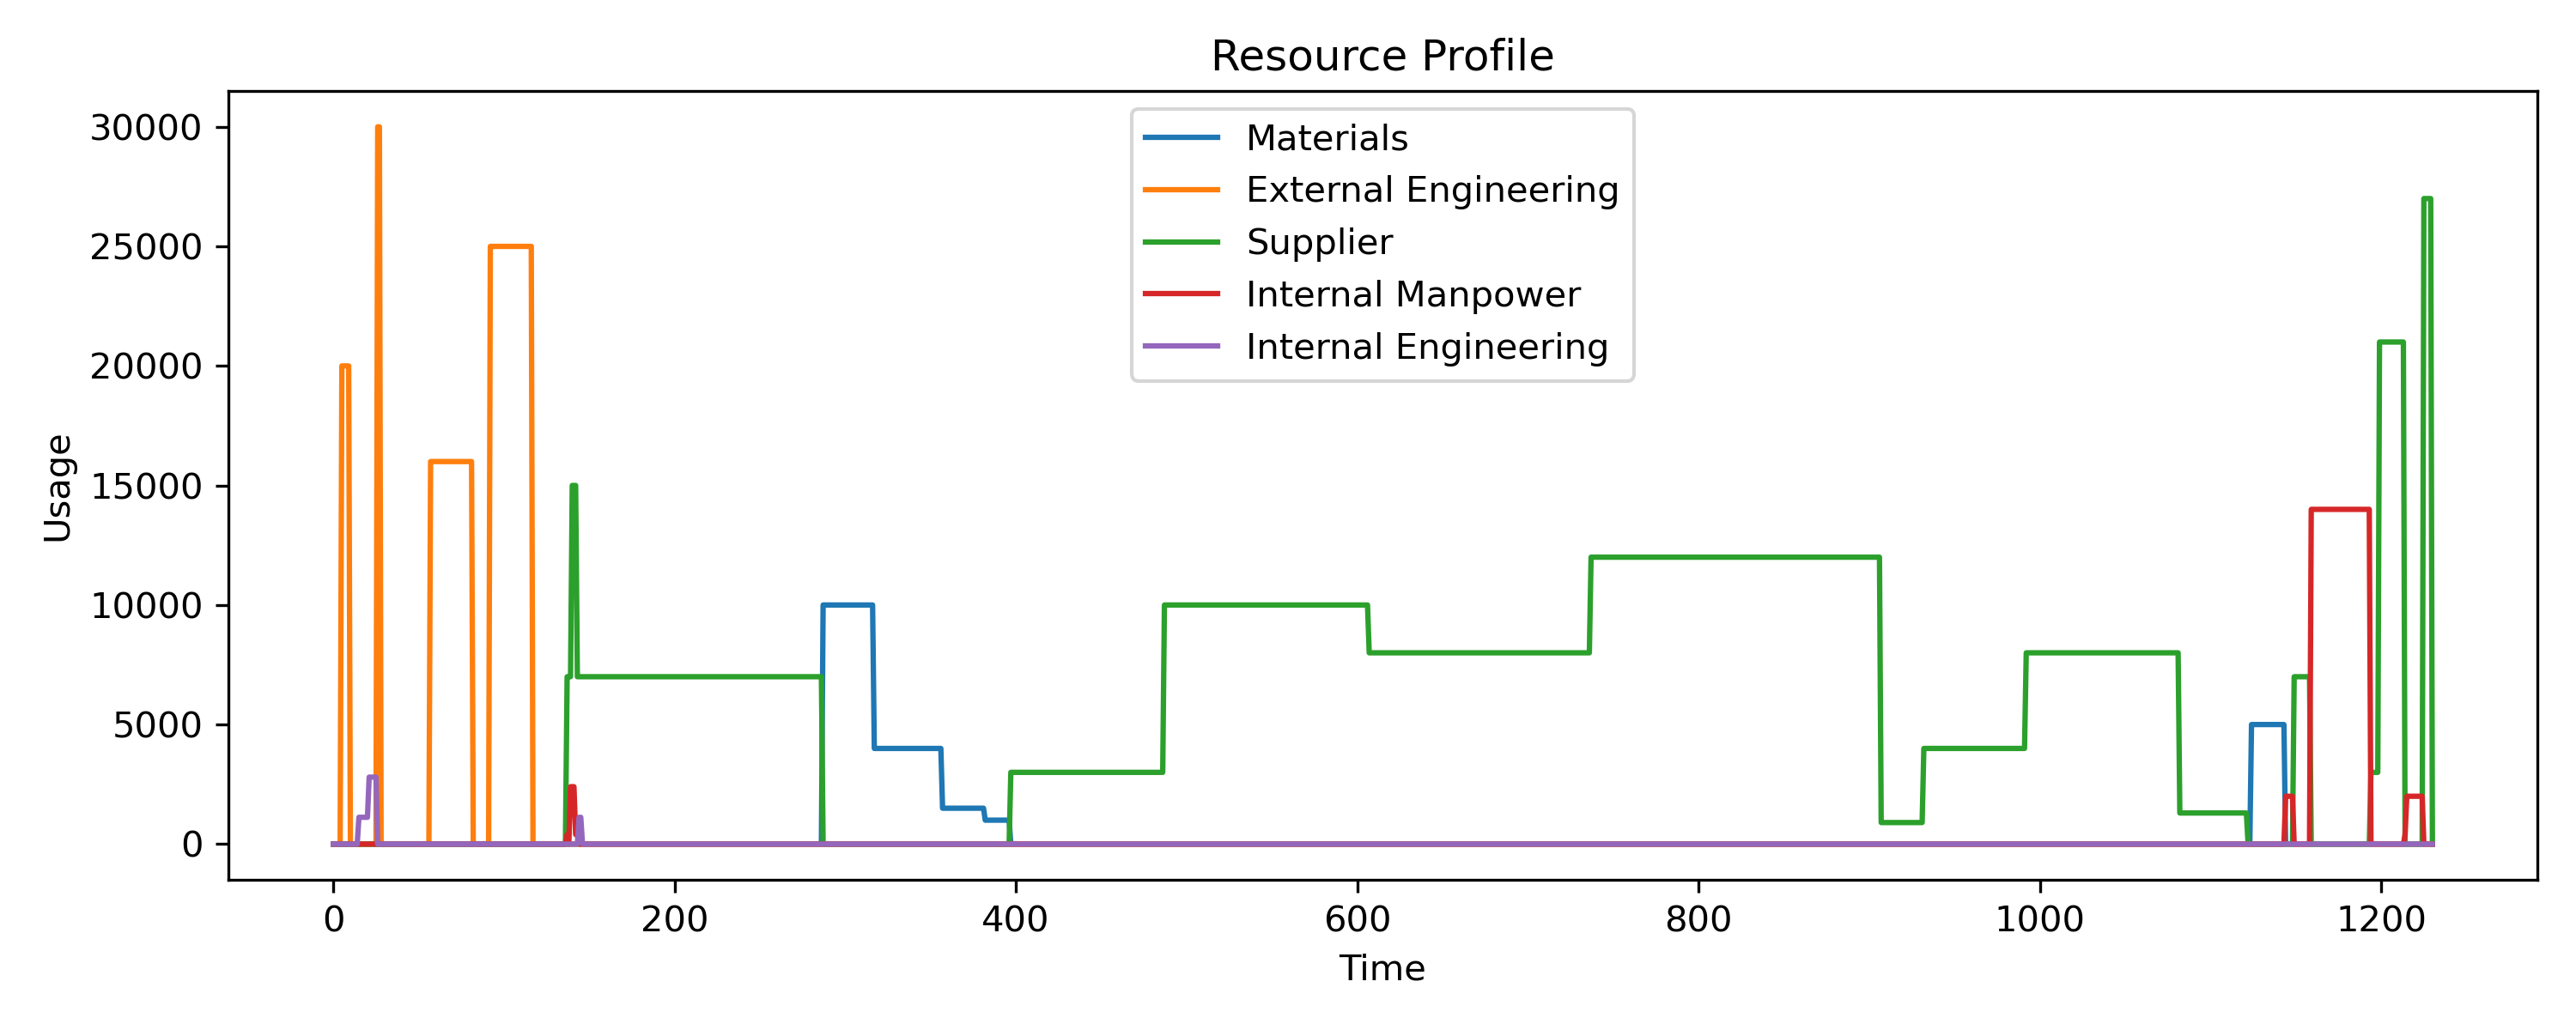 Resource Profile
30000
25000
20000
15000
10000
5000
0
Usage
Materials
External Engineering
Supplier
Internal Manpower
Internal Engineering
0 200 400 600 800 1000 1200
Time